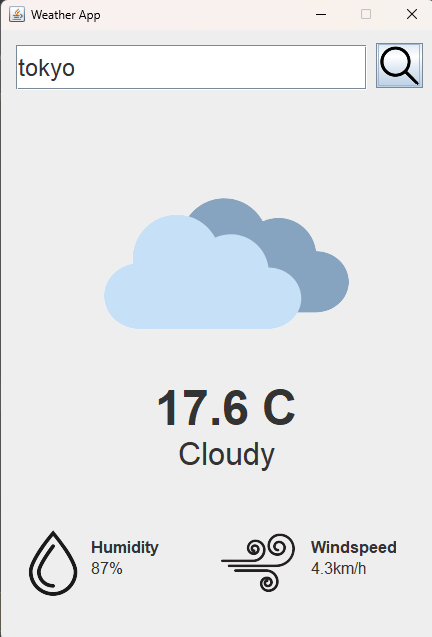 Weather App
tokyo
17.6 C
Cloudy
Humidity
87%
Windspeed
4.3km/h